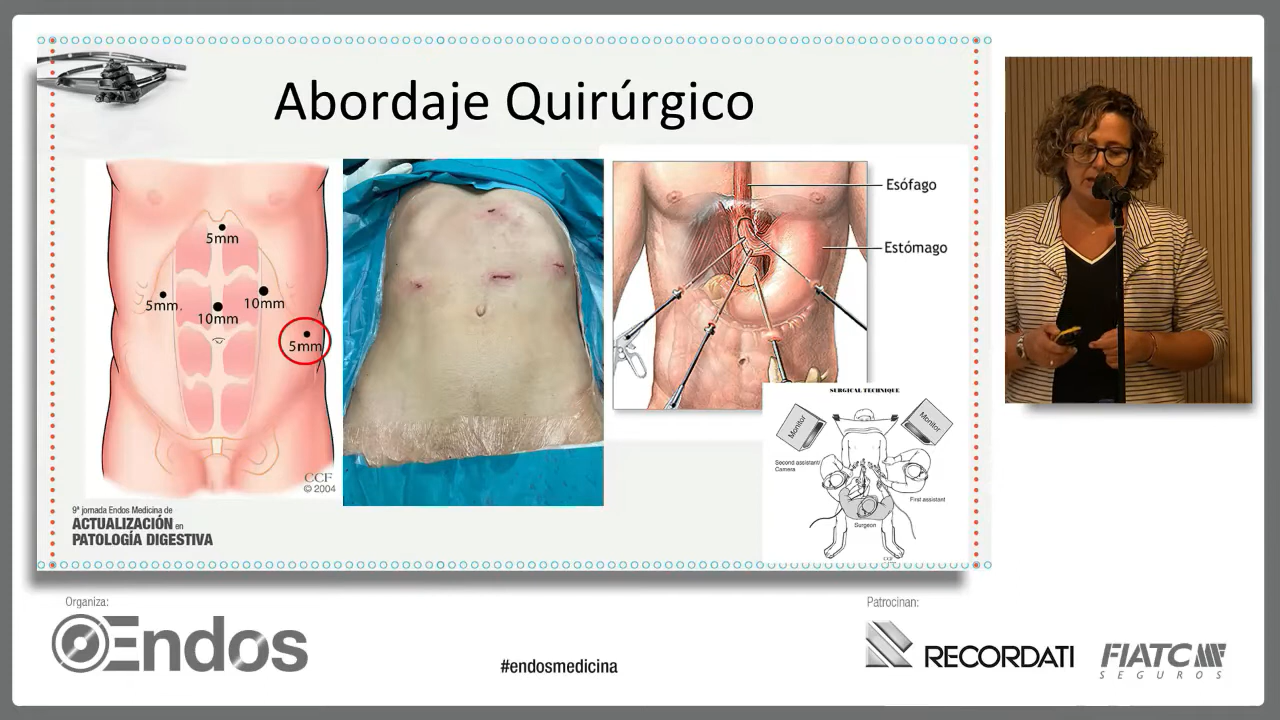 Abordaje Quirúrgico
5mm
5mm
10mm
10mm
5mm
CCF
© 2004
Esófago
Estómago
SURGICAL TECHNIQUE
Monitor
Monitor
Second assistant/
Camera
First assistant
Surgeon
CCF
9ª jornada Endos Medicina de
ACTUALIZACIÓN en
PATOLOGÍA DIGESTIVA
Organiza:
Endos
#endosmedicina
Patrocinan:
RECORDATI
FIATC
SEGUROS